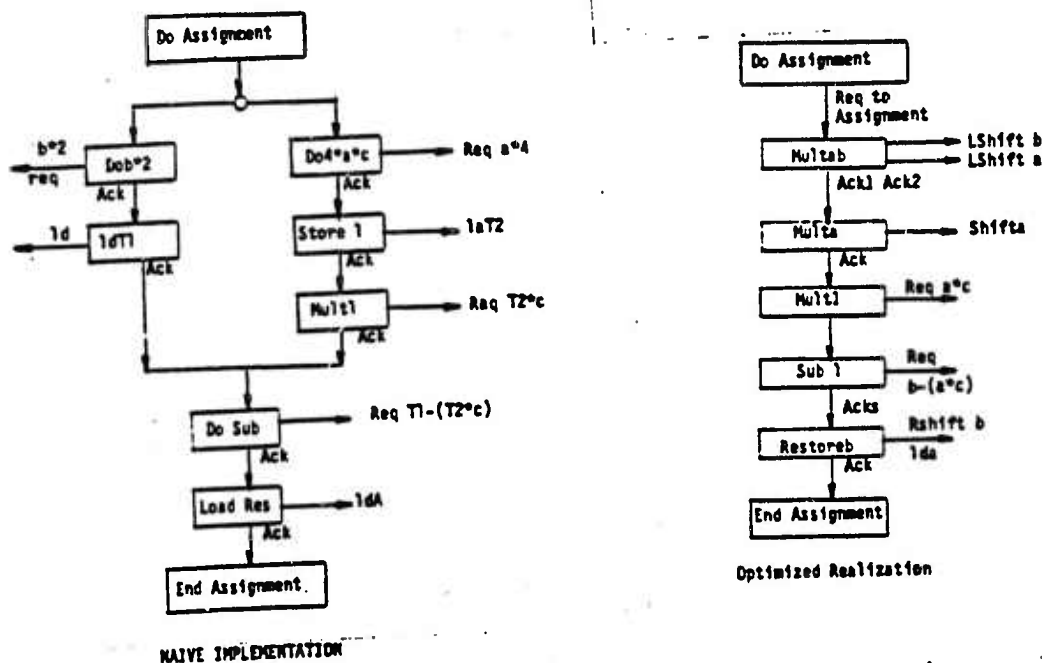 Do Assignment
b*2
req
Dob*2
Ack
Do4*a*c
Req a*4
Ack
ld
ldT1
Ack
Store 1
laT2
Ack
Mult1
Raq T2*c
Ack
Do Sub
Req T1-(T2*c)
Ack
Load Res
ldA
Ack
End Assignment.
NAIVE IMPLEMENTATION
Do Assignment
Req to
Assignment
Multab
LShift b
LShift a
Ack1 Ack2
Multa
Shifta
Ack
Mult1
Req a*c
Sub 1
Req
b-(a*c)
Acks
Restoreb
Rshift b
lda
Ack
End Assignment
Optimized Realization